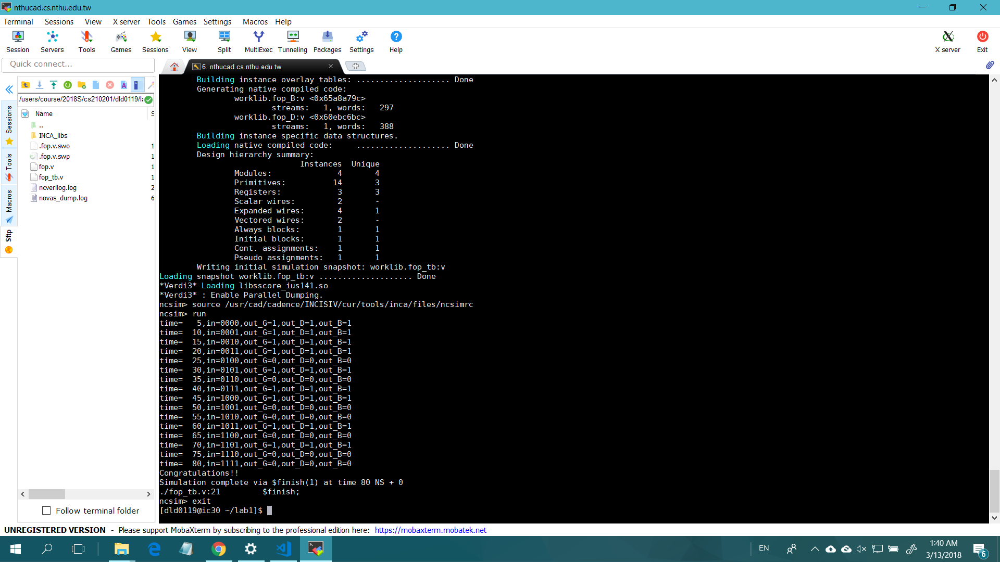 nthucad.cs.nthu.edu.tw
Terminal Sessions View X server Tools Games Settings Macros Help
Session Servers Tools Games Sessions View Split MultiExec Tunneling Packages Settings Help X server Exit
Quick connect...
6. nthucad.cs.nthu.edu.tw
/users/course/2018S/cs210201/dld0119/la
Name S
..
INCA_libs
.fop.v.swo 1
.fop.v.swp 1
fop.v 1
fop_tb.v 1
ncverilog.log 2
novas_dump.log 6
Sessions
Tools
Macros
Sftp
Follow terminal folder
Building instance overlay tables: .................... Done
Generating native compiled code:
worklib.fop_B:v <0x65a8a79c>
streams: 1, words: 297
worklib.fop_D:v <0x60ebc6bc>
streams: 1, words: 388
Building instance specific data structures.
Loading native compiled code: .................... Done
Design hierarchy summary:
Instances Unique
Modules: 4 4
Primitives: 14 3
Registers: 3 3
Scalar wires: 2 -
Expanded wires: 4 1
Vectored wires: 2 -
Always blocks: 1 1
Initial blocks: 1 1
Cont. assignments: 1 1
Pseudo assignments: 1 1
Writing initial simulation snapshot: worklib.fop_tb:v
Loading snapshot worklib.fop_tb:v .................... Done
*Verdi3* Loading libsscore_ius141.so
*Verdi3* : Enable Parallel Dumping.
ncsim> source /usr/cad/cadence/INCISIV/cur/tools/inca/files/ncsimrc
ncsim> run
time= 5,in=0000,out_G=1,out_D=1,out_B=1
time= 10,in=0001,out_G=1,out_D=1,out_B=1
time= 15,in=0010,out_G=1,out_D=1,out_B=1
time= 20,in=0011,out_G=1,out_D=1,out_B=1
time= 25,in=0100,out_G=0,out_D=0,out_B=0
time= 30,in=0101,out_G=1,out_D=1,out_B=1
time= 35,in=0110,out_G=0,out_D=0,out_B=0
time= 40,in=0111,out_G=1,out_D=1,out_B=1
time= 45,in=1000,out_G=1,out_D=1,out_B=1
time= 50,in=1001,out_G=0,out_D=0,out_B=0
time= 55,in=1010,out_G=0,out_D=0,out_B=0
time= 60,in=1011,out_G=1,out_D=1,out_B=1
time= 65,in=1100,out_G=0,out_D=0,out_B=0
time= 70,in=1101,out_G=1,out_D=1,out_B=1
time= 75,in=1110,out_G=0,out_D=0,out_B=0
time= 80,in=1111,out_G=0,out_D=0,out_B=0
Congratulations!!
Simulation complete via $finish(1) at time 80 NS + 0
./fop_tb.v:21 $finish;
ncsim> exit
[dld0119@ic30 ~/lab1]$
UNREGISTERED VERSION - Please support MobaXterm by subscribing to the professional edition here: https://mobaxterm.mobatek.net
EN
1:40 AM
3/13/2018
6